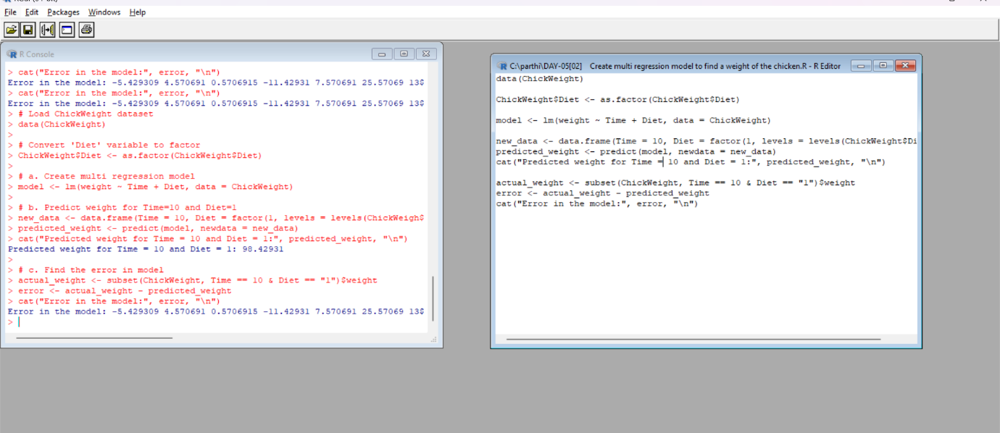 File Edit Packages Windows Help
R Console
> cat("Error in the model:", error, "\n")
Error in the model: -5.429309 4.570691 0.5706915 -11.42931 7.570691 25.57069 13$
> cat("Error in the model:", error, "\n")
Error in the model: -5.429309 4.570691 0.5706915 -11.42931 7.570691 25.57069 13$
> # Load ChickWeight dataset
> data(ChickWeight)
>
> # Convert 'Diet' variable to factor
> ChickWeight$Diet <- as.factor(ChickWeight$Diet)
>
> # a. Create multi regression model
> model <- lm(weight ~ Time + Diet, data = ChickWeight)
>
> # b. Predict weight for Time=10 and Diet=1
> new_data <- data.frame(Time = 10, Diet = factor(1, levels = levels(ChickWeigh$
> predicted_weight <- predict(model, newdata = new_data)
> cat("Predicted weight for Time = 10 and Diet = 1:", predicted_weight, "\n")
Predicted weight for Time = 10 and Diet = 1: 98.42931
>
> # c. Find the error in model
> actual_weight <- subset(ChickWeight, Time == 10 & Diet == "1")$weight
> error <- actual_weight - predicted_weight
> cat("Error in the model:", error, "\n")
Error in the model: -5.429309 4.570691 0.5706915 -11.42931 7.570691 25.57069 13$
>
C:\parthi\DAY-05[02] Create multi regression model to find a weight of the chicken.R - R Editor
data(ChickWeight)
ChickWeight$Diet <- as.factor(ChickWeight$Diet)
model <- lm(weight ~ Time + Diet, data = ChickWeight)
new_data <- data.frame(Time = 10, Diet = factor(1, levels = levels(ChickWeight$Di
predicted_weight <- predict(model, newdata = new_data)
cat("Predicted weight for Time = 10 and Diet = 1:", predicted_weight, "\n")
actual_weight <- subset(ChickWeight, Time == 10 & Diet == "1")$weight
error <- actual_weight - predicted_weight
cat("Error in the model:", error, "\n")